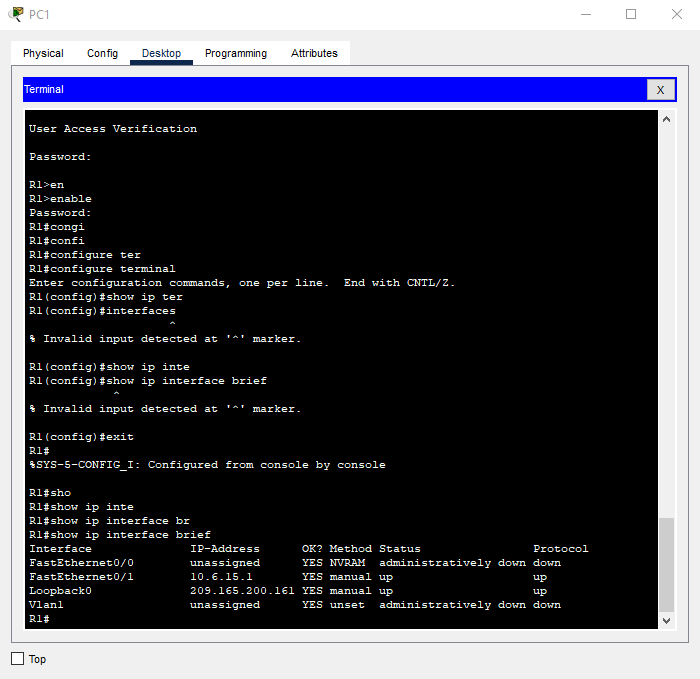 PC1
Physical Config Desktop Programming Attributes
Terminal X
User Access Verification
Password:
R1>en
R1>enable
Password:
R1#congi
R1#confi
R1#configure ter
R1#configure terminal
Enter configuration commands, one per line.  End with CNTL/Z.
R1(config)#show ip ter
R1(config)#interfaces
^
% Invalid input detected at '^' marker.
R1(config)#show ip inte
R1(config)#show ip interface brief
^
% Invalid input detected at '^' marker.
R1(config)#exit
R1#
%SYS-5-CONFIG_I: Configured from console by console
R1#sho
R1#show ip inte
R1#show ip interface br
R1#show ip interface brief
Interface              IP-Address      OK? Method Status                Protocol
FastEthernet0/0        unassigned      YES NVRAM  administratively down down
FastEthernet0/1        10.6.15.1       YES manual up                    up
Loopback0              209.165.200.161 YES manual up                    up
Vlan1                  unassigned      YES unset  administratively down down
R1#
Top